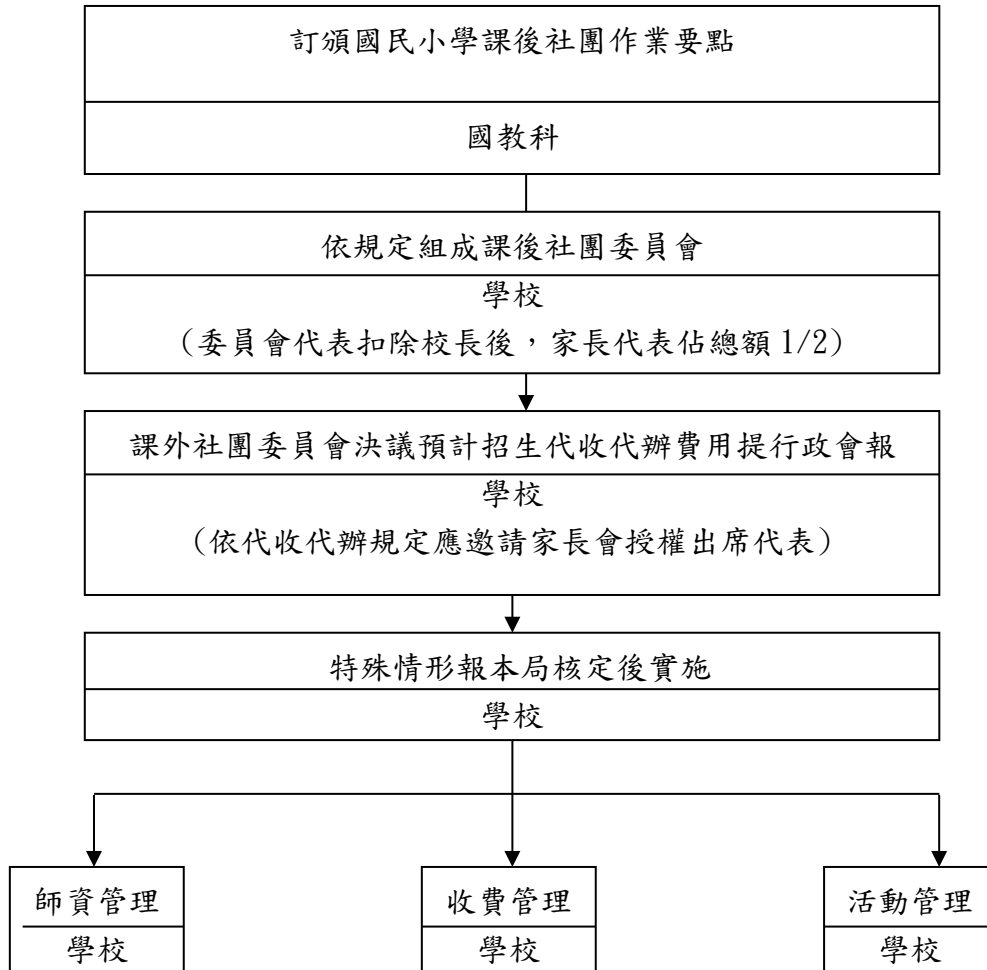 訂頒國民小學課後社團作業要點
國教科
依規定組成課後社團委員會
學校
（委員會代表扣除校長後，家長代表佔總額 1/2）
課外社團委員會決議預計招生代收代辦費用提行政會報
學校
（依代收代辦規定應邀請家長會授權出席代表）
特殊情形報本局核定後實施
學校
師資管理
學校
收費管理
學校
活動管理
學校